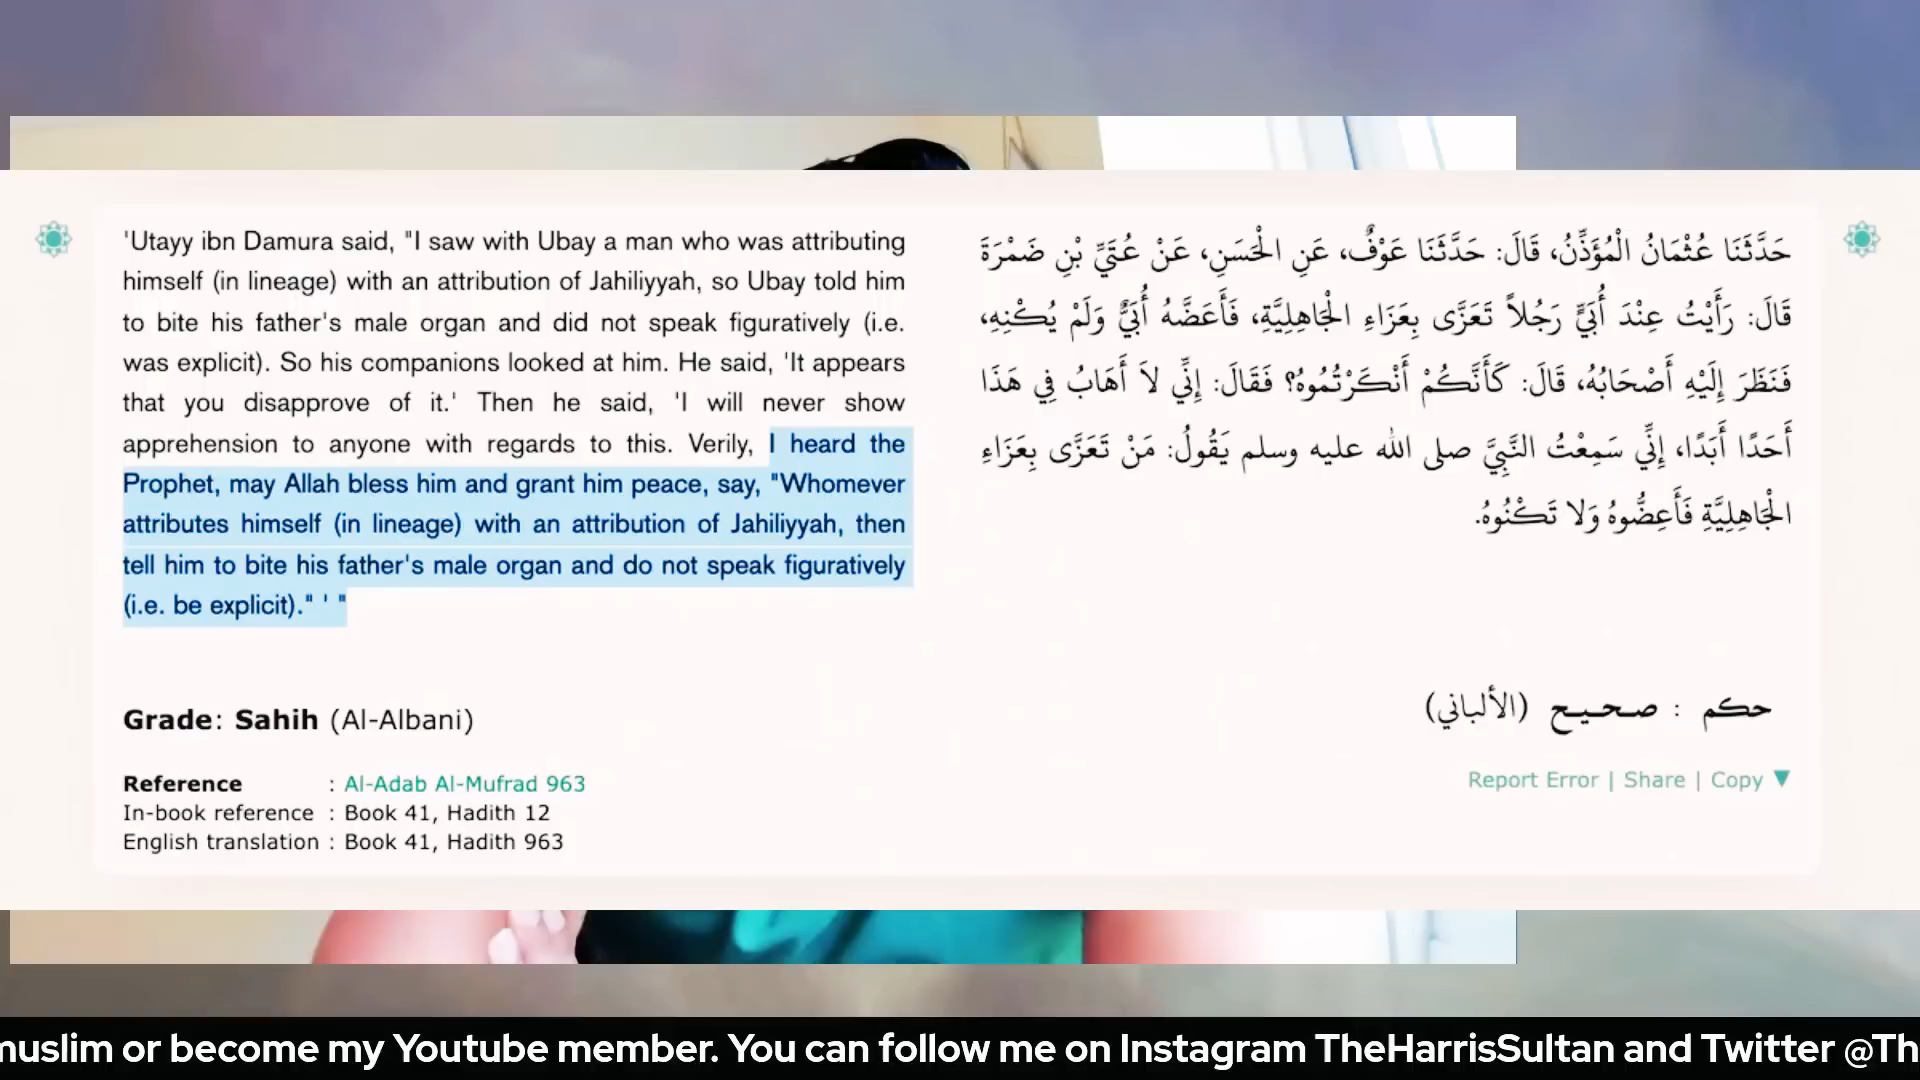 'Utayy ibn Damura said, "I saw with Ubay a man who was attributing
himself (in lineage) with an attribution of Jahiliyyah, so Ubay told him
to bite his father's male organ and did not speak figuratively (i.e.
was explicit). So his companions looked at him. He said, 'It appears
that you disapprove of it.' Then he said, 'I will never show
apprehension to anyone with regards to this. Verily, I heard the
Prophet, may Allah bless him and grant him peace, say, "Whomever
attributes himself (in lineage) with an attribution of Jahiliyyah, then
tell him to bite his father's male organ and do not speak figuratively
(i.e. be explicit)." ' "
حَدَّثَنَا عُثْمَانُ الْمُؤَذِّنُ، قَالَ: حَدَّثَنَا عَوْفٌ، عَنِ الْحَسَنِ، عَنْ عُتَيِّ بْنِ ضَمْرَةَ
قَالَ: رَأَيْتُ عِنْدَ أُبَيٍّ رَجُلاً تَعَزَّى بِعَزَاءِ الْجَاهِلِيَّةِ، فَأَعَضَّهُ أُبَيٌّ وَلَمْ يُكْنِهِ،
فَنَظَرَ إِلَيْهِ أَصْحَابُهُ، قَالَ: كَأَنَّكُمْ أَنْكَرْتُمُوهُ؟ فَقَالَ: إِنِّي لاَ أَهَابُ فِي هَذَا
أَحَدًا أَبَدًا، إِنِّي سَمِعْتُ النَّبِيَّ صلى الله عليه وسلم يَقُولُ: مَنْ تَعَزَّى بِعَزَاءِ
الْجَاهِلِيَّةِ فَأَعِضُّوهُ وَلا تَكْنُوهُ.
Grade: Sahih (Al-Albani)
حكم : صحيح (الألباني)
Reference : Al-Adab Al-Mufrad 963
In-book reference : Book 41, Hadith 12
English translation : Book 41, Hadith 963
Report Error | Share | Copy ▼
muslim or become my Youtube member. You can follow me on Instagram TheHarrisSultan and Twitter @Th